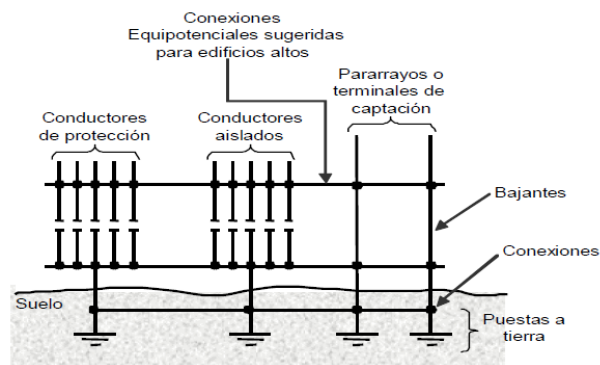 Conexiones
Equipotenciales sugeridas
para edificios altos
Pararrayos o
terminales de
captación
Conductores
de protección
Conductores
aislados
Bajantes
Conexiones
Suelo
Puestas a
tierra